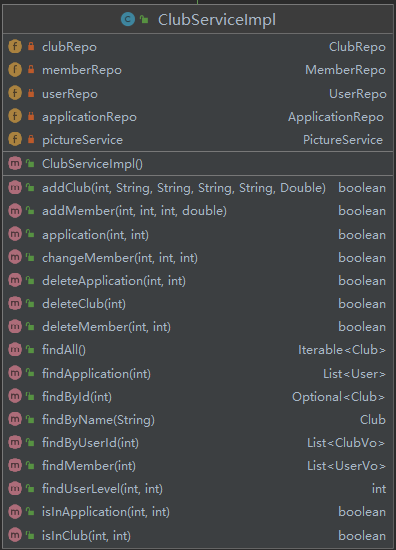 C ClubServiceImpl
f clubRepo ClubRepo
f memberRepo MemberRepo
f userRepo UserRepo
f applicationRepo ApplicationRepo
f pictureService PictureService
m ClubServiceImpl()
m addClub(int, String, String, String, String, Double) boolean
m addMember(int, int, int, double) boolean
m application(int, int) boolean
m changeMember(int, int, int) boolean
m deleteApplication(int, int) boolean
m deleteClub(int) boolean
m deleteMember(int, int) boolean
m findAll() Iterable<Club>
m findApplication(int) List<User>
m findById(int) Optional<Club>
m findByName(String) Club
m findByUserId(int) List<ClubVo>
m findMember(int) List<UserVo>
m findUserLevel(int, int) int
m isInApplication(int, int) boolean
m isInClub(int, int) boolean